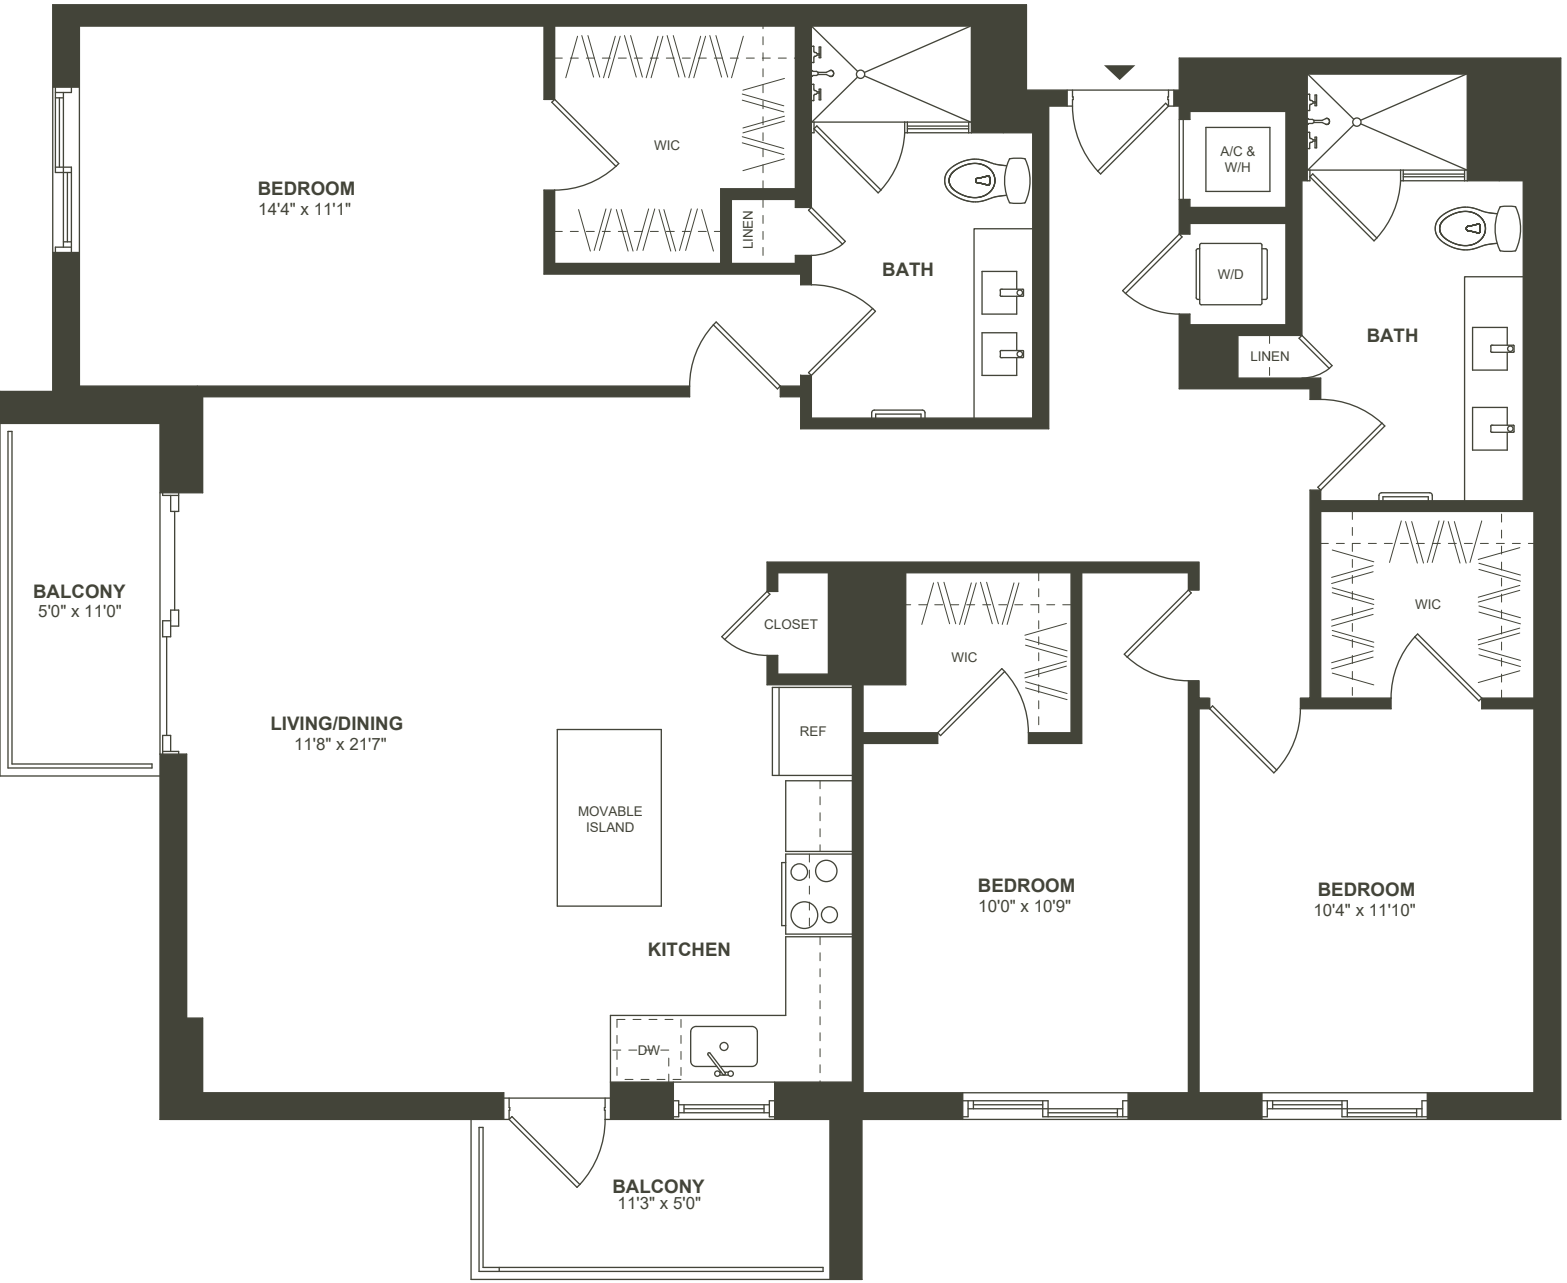 WIC
A/C &
W/H
BEDROOM
14'4" x 11'1"
LINEN
BATH
W/D
BATH
LINEN
BALCONY
5'0" x 11'0"
CLOSET
WIC
WIC
LIVING/DINING
11'8" x 21'7"
REF
MOVABLE
ISLAND
BEDROOM
10'0" x 10'9"
BEDROOM
10'4" x 11'10"
KITCHEN
DW
BALCONY
11'3" x 5'0"